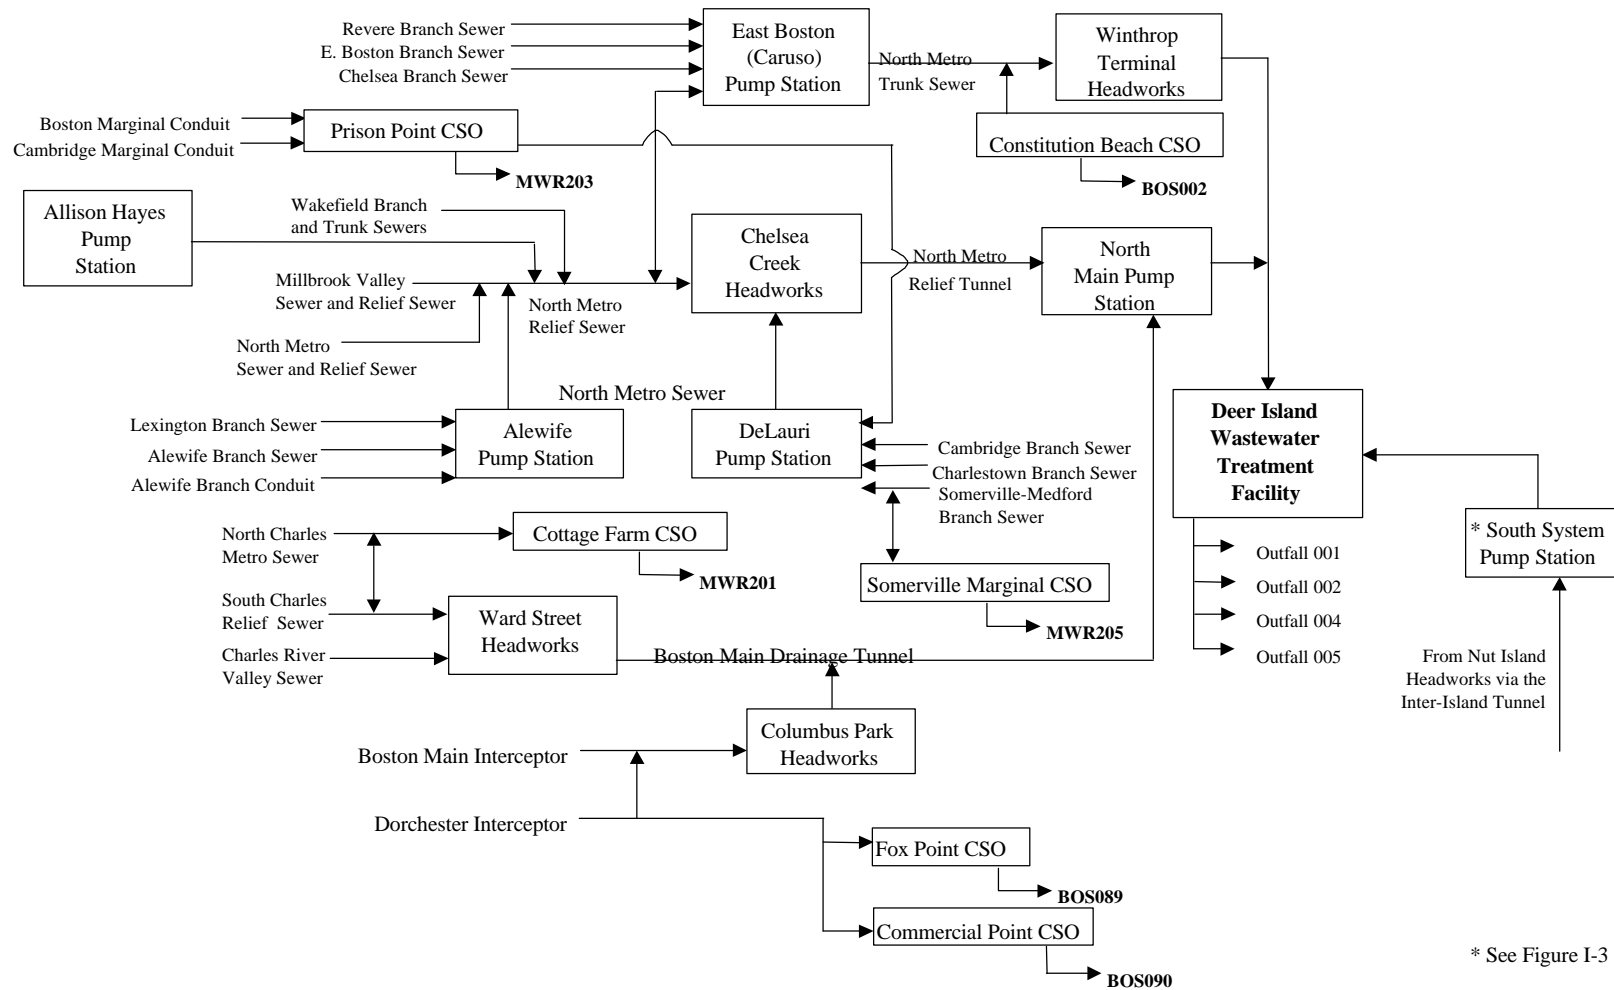 Revere Branch Sewer
E. Boston Branch Sewer
Chelsea Branch Sewer
East Boston
(Caruso)
Pump Station
North Metro
Trunk Sewer
Winthrop
Terminal
Headworks
Boston Marginal Conduit
Cambridge Marginal Conduit
Prison Point CSO
MWR203
Constitution Beach CSO
BOS002
Allison Hayes
Pump
Station
Wakefield Branch
and Trunk Sewers
Millbrook Valley
Sewer and Relief Sewer
North Metro
Relief Sewer
North Metro
Sewer and Relief Sewer
Chelsea
Creek
Headworks
North Metro
Relief Tunnel
North
Main Pump
Station
North Metro Sewer
Lexington Branch Sewer
Alewife Branch Sewer
Alewife Branch Conduit
Alewife
Pump Station
DeLauri
Pump Station
Cambridge Branch Sewer
Charlestown Branch Sewer
Somerville-Medford
Branch Sewer
Deer Island
Wastewater
Treatment
Facility
North Charles
Metro Sewer
Cottage Farm CSO
MWR201
Somerville Marginal CSO
MWR205
Outfall 001
Outfall 002
Outfall 004
Outfall 005
* South System
Pump Station
South Charles
Relief Sewer
Charles River
Valley Sewer
Ward Street
Headworks
Boston Main Drainage Tunnel
From Nut Island
Headworks via the
Inter-Island Tunnel
Boston Main Interceptor
Columbus Park
Headworks
Dorchester Interceptor
Fox Point CSO
BOS089
Commercial Point CSO
BOS090
* See Figure I-3